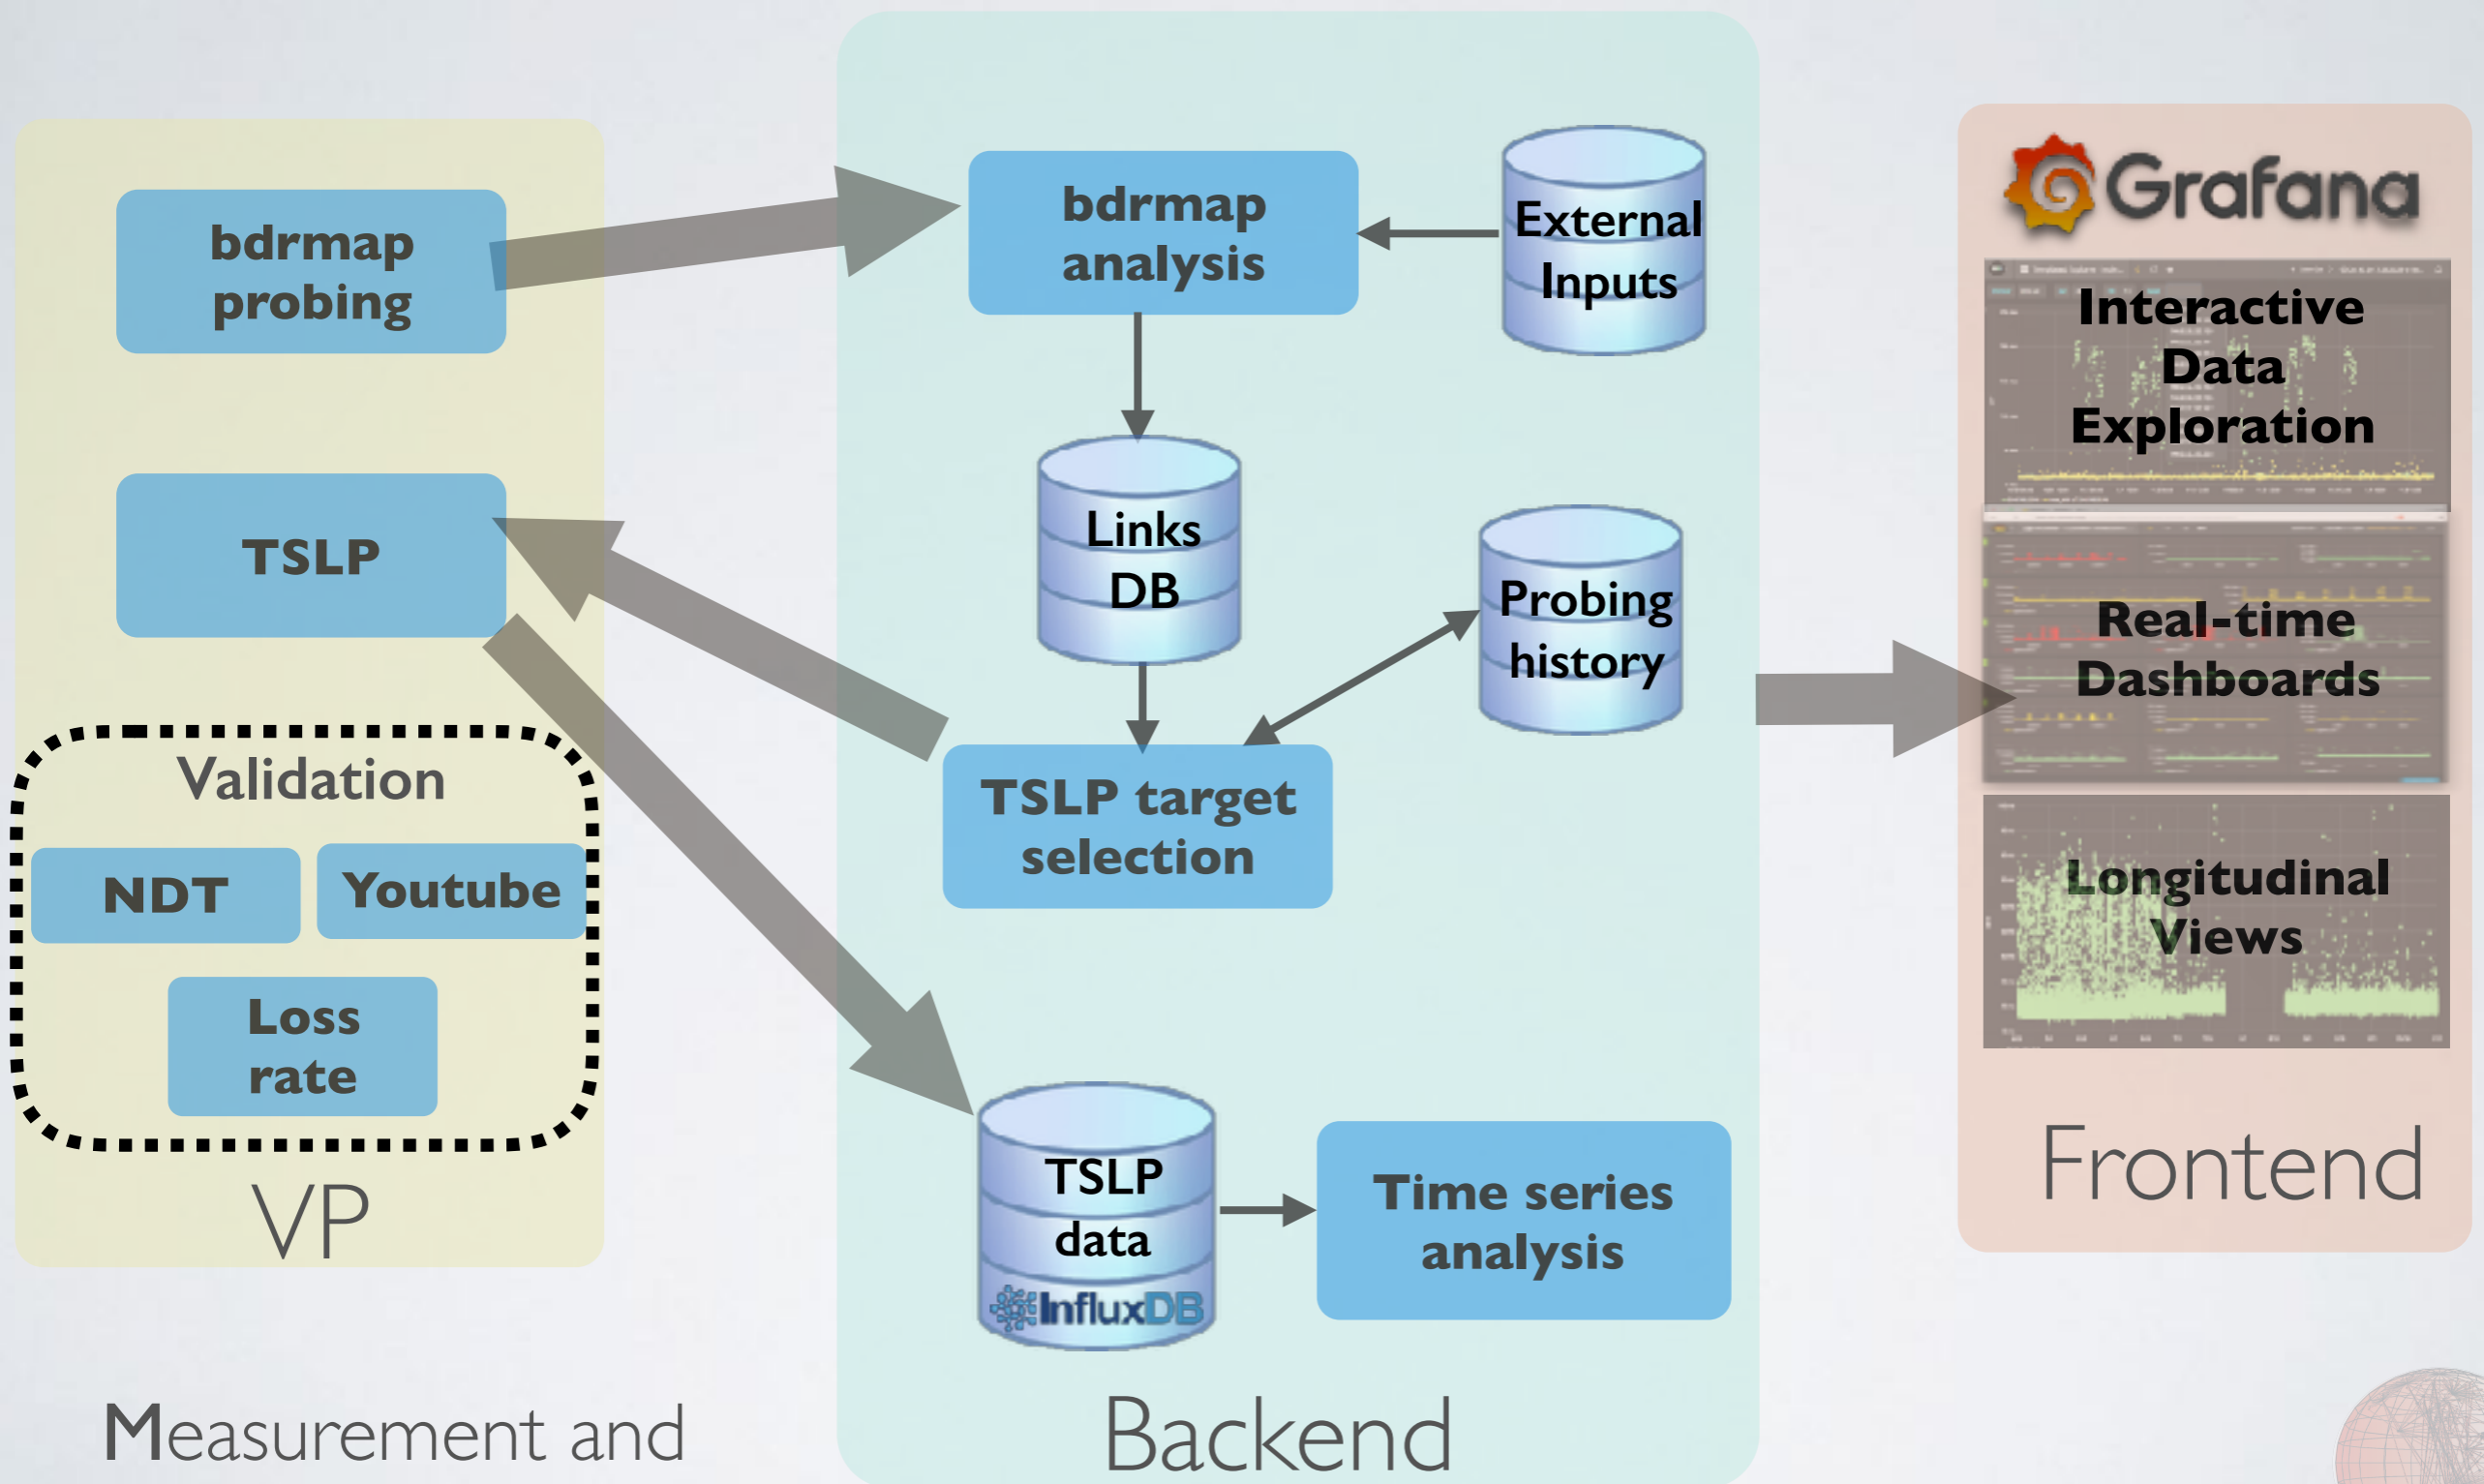 bdrmap
probing
TSLP
Validation
NDT
Youtube
Loss
rate
VP
Measurement and
bdrmap
analysis
External
Inputs
Links
DB
Probing
history
TSLP target
selection
TSLP
data
InfluxDB
Time series
analysis
Backend
Grafana
Interactive
Data
Exploration
Real-time
Dashboards
Longitudinal
Views
Frontend